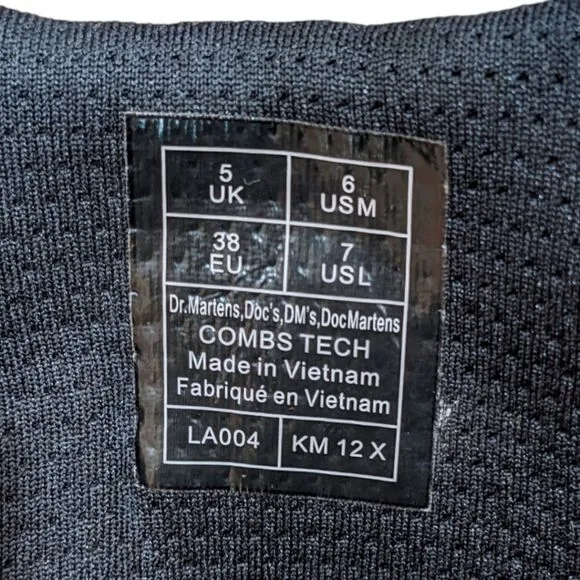 5
UK
6
USM
38
EU
7
USL
Dr.Martens,Doc's,DM's,DocMartens
COMBS TECH
Made in Vietnam
Fabriqué en Vietnam
LA004
KM 12 X